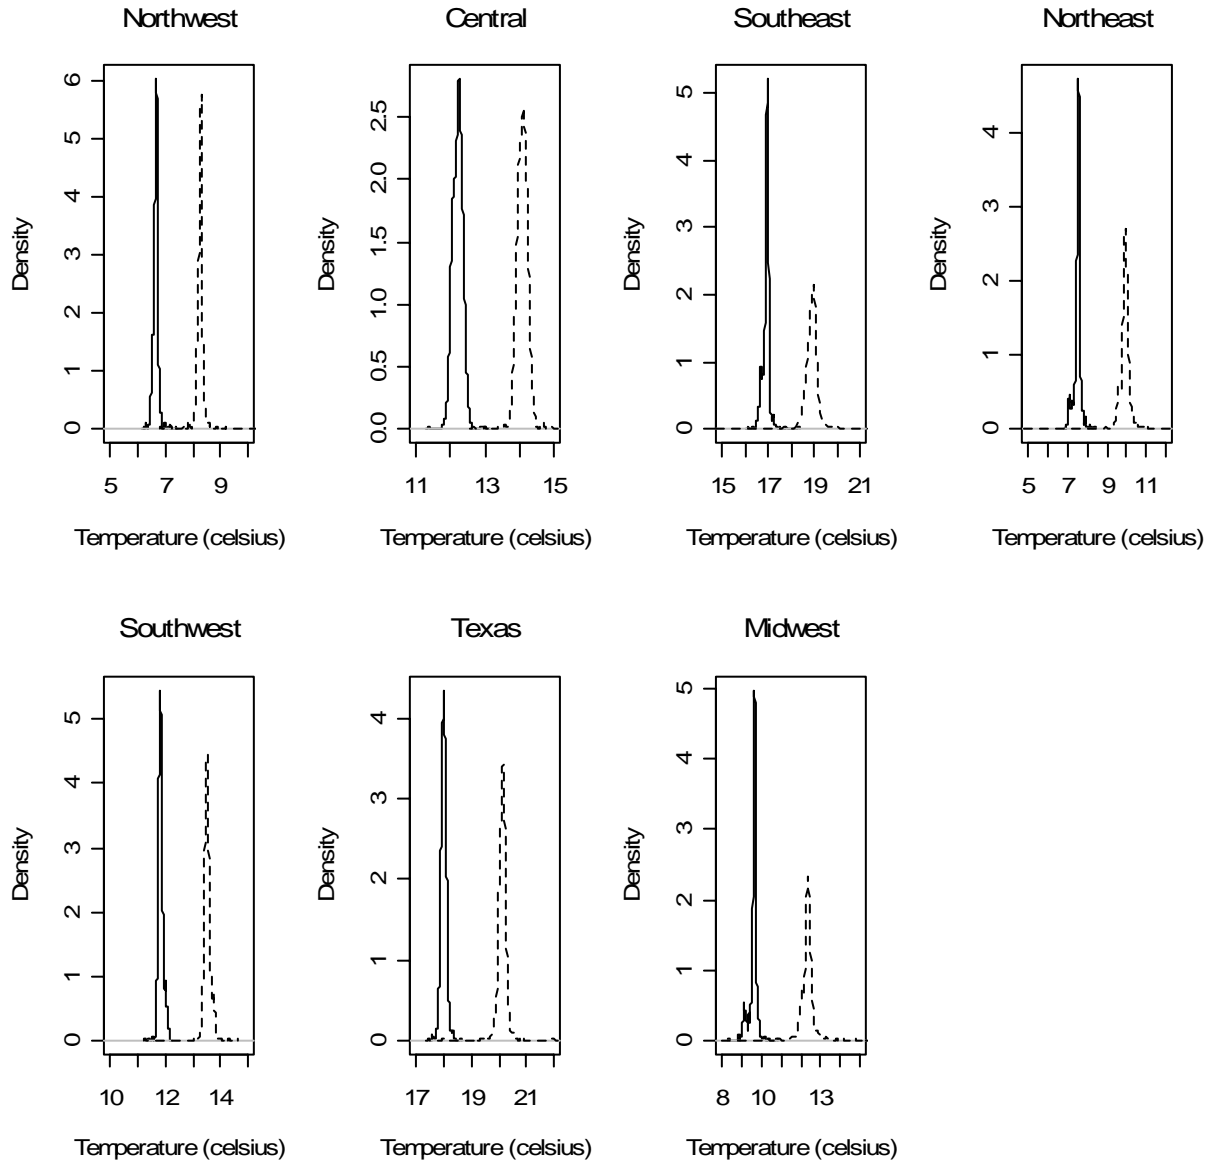 Northwest
Density
0 1 2 3 4 5 6
5 7 9
Temperature (celsius)
Central
Density
0.0 0.5 1.0 1.5 2.0 2.5
11 13 15
Temperature (celsius)
Southeast
Density
0 1 2 3 4 5
15 17 19 21
Temperature (celsius)
Northeast
Density
0 1 2 3 4
5 7 9 11
Temperature (celsius)
Southwest
Density
0 1 2 3 4 5
10 12 14
Temperature (celsius)
Texas
Density
0 1 2 3 4
17 19 21
Temperature (celsius)
Midwest
Density
0 1 2 3 4 5
8 10 13
Temperature (celsius)